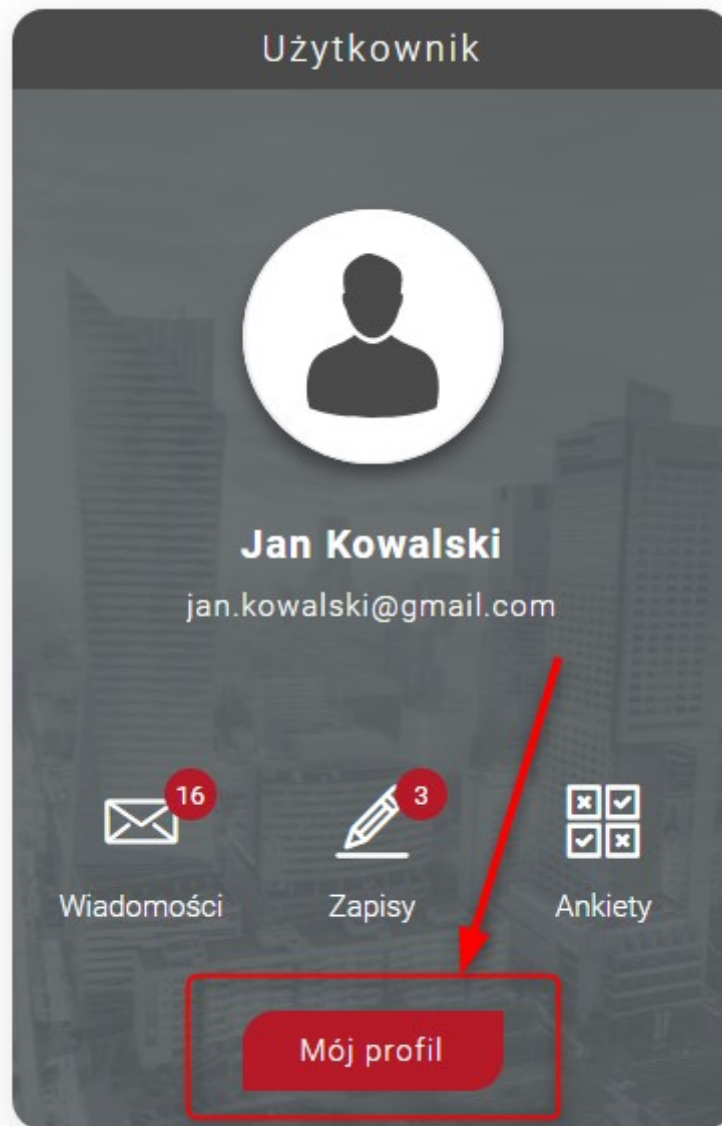 Użytkownik
Jan Kowalski
jan.kowalski@gmail.com
16 3
Wiadomości Zapisy Ankiety
Mój profil